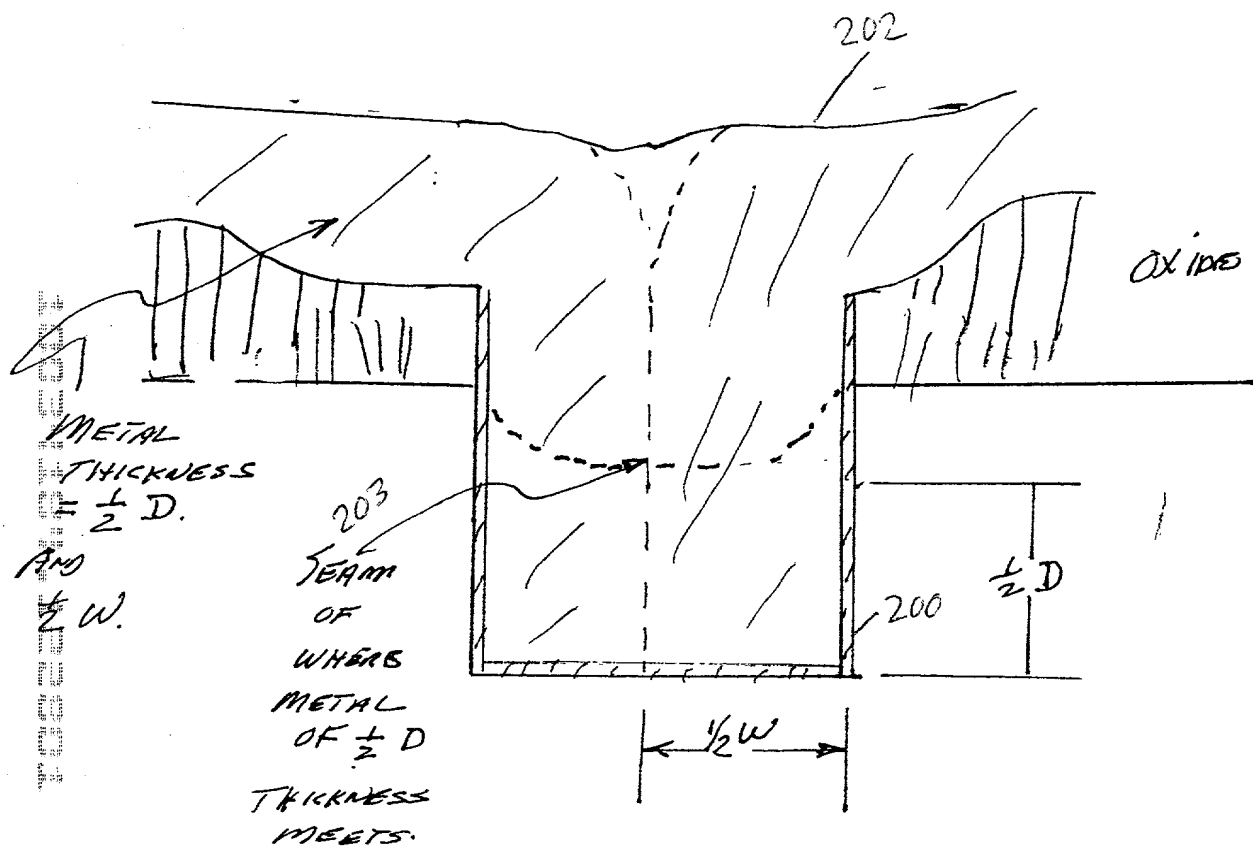 202
OXIDE
METAL
THICKNESS
= 1/2 D.
AND
1/2 W.
203
SEAM
OF
WHERE
METAL
OF 1/2 D
THICKNESS
MEETS.
1/2 D
200
1/2 W